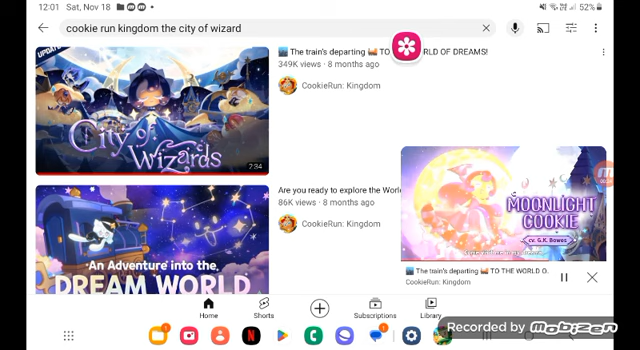 12:01 Sat, Nov 18
52%
cookie run kingdom the city of wizard
UPDATE
City of Wizards
7:34
The train's departing TO THE WORLD OF DREAMS!
349K views · 8 months ago
CookieRun: Kingdom
An Adventure into the
DREAM WORLD
Are you ready to explore the Worl
86K views · 8 months ago
CookieRun: Kingdom
MOONLIGHT
COOKIE
cv. G.K. Bowes
The train's departing TO THE WORLD O.
CookieRun: Kingdom
Home
Shorts
Subscriptions
Library
Recorded by Mobizen